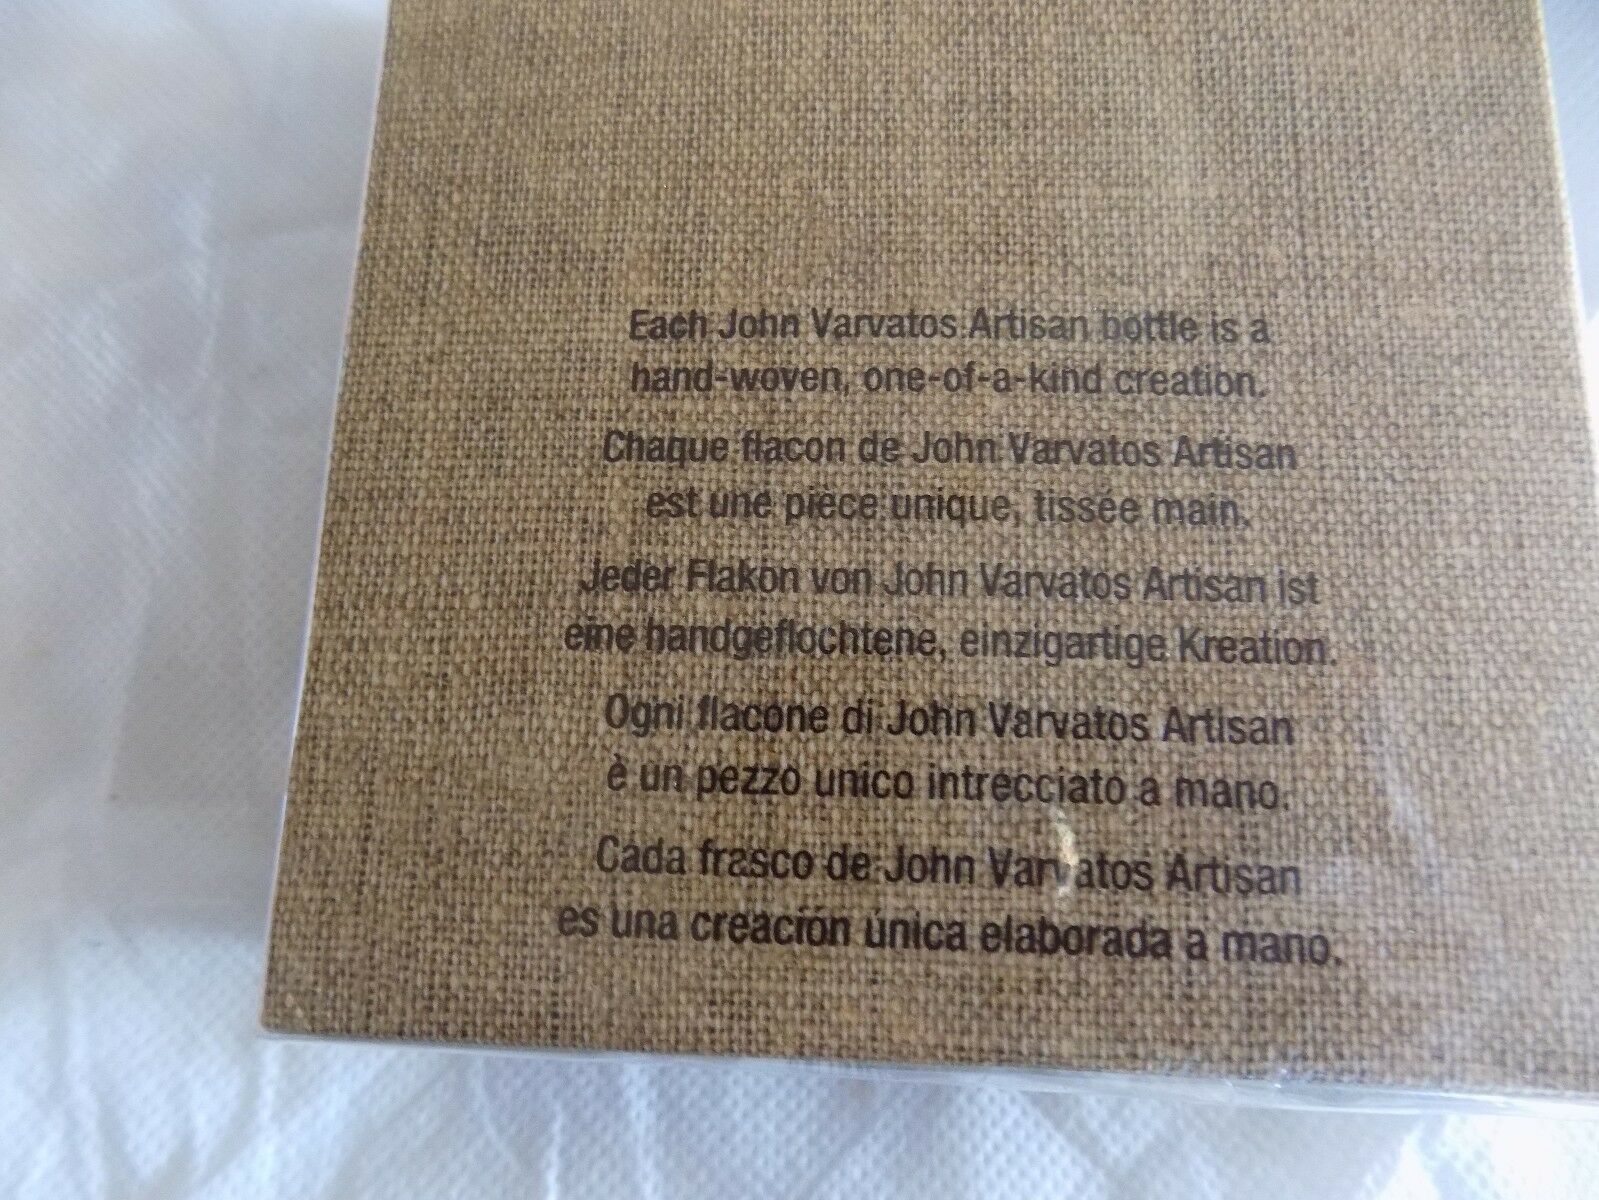 Each John Varvatos Artisan bottle is a
hand-woven, one-of-a-kind creation.
Chaque flacon de John Varvatos Artisan
est une pièce unique, tissée main.
Jeder Flakon von John Varvatos Artisan ist
eine handgeflochtene, einzigartige Kreation.
Ogni flacone di John Varvatos Artisan
è un pezzo unico intrecciato a mano.
Cada frasco de John Varvatos Artisan
es una creación única elaborada a mano.